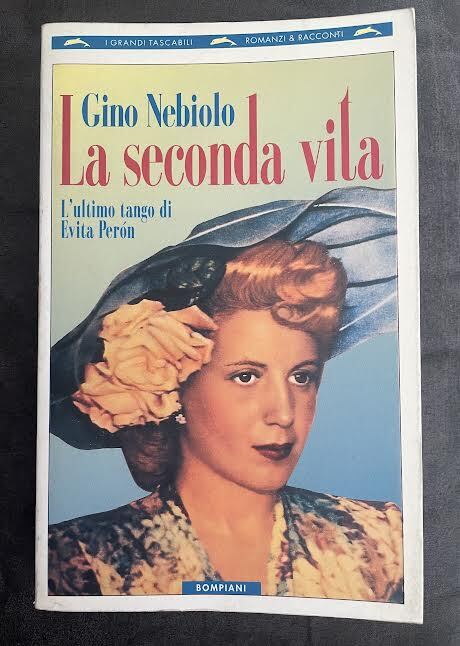 I GRANDI TASCABILI ROMANZI & RACCONTI
Gino Nebiolo
La seconda vita
L'ultimo tango di
Evita Perón
BOMPIANI